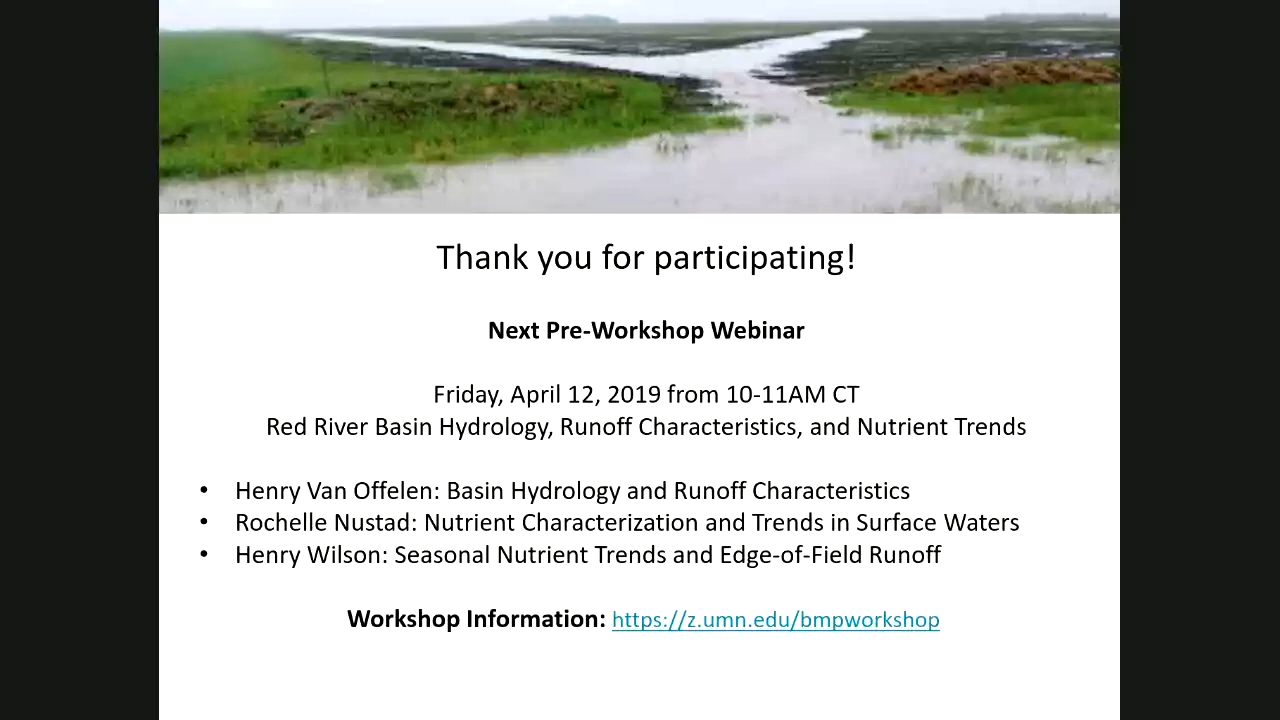 Thank you for participating!
Next Pre-Workshop Webinar
Friday, April 12, 2019 from 10-11AM CT
Red River Basin Hydrology, Runoff Characteristics, and Nutrient Trends
• Henry Van Offelen: Basin Hydrology and Runoff Characteristics
• Rochelle Nustad: Nutrient Characterization and Trends in Surface Waters
• Henry Wilson: Seasonal Nutrient Trends and Edge-of-Field Runoff
Workshop Information: https://z.umn.edu/bmpworkshop